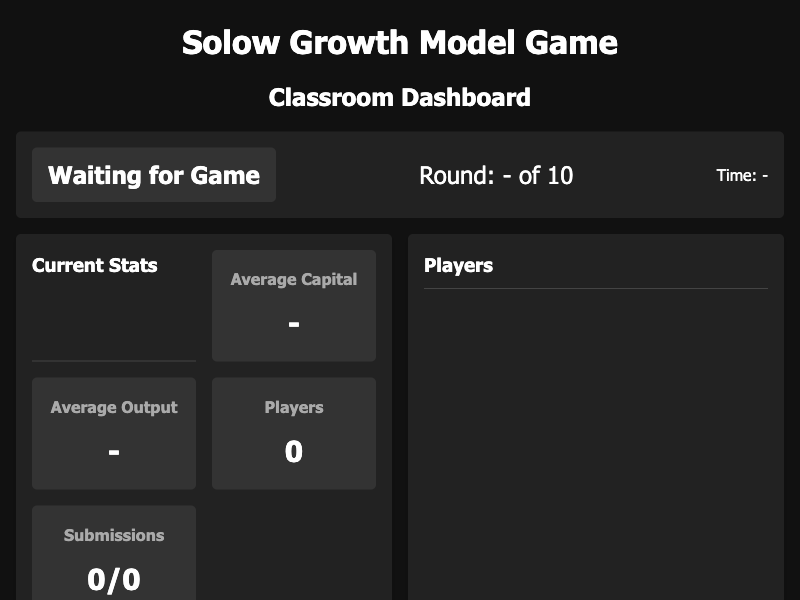 Solow Growth Model Game
Classroom Dashboard
Waiting for Game
Round: - of 10
Time: -
Current Stats
Average Capital
-
Average Output
-
Players
0
Submissions
0/0
Players